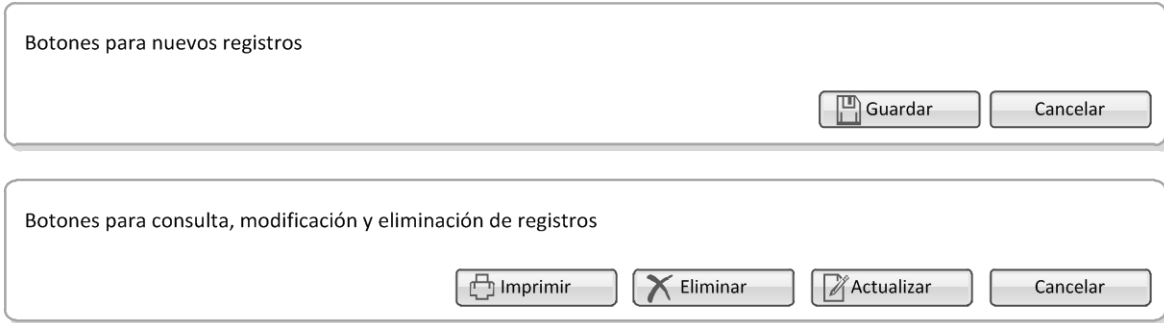 Botones para nuevos registros
Guardar Cancelar
Botones para consulta, modificación y eliminación de registros
Imprimir Eliminar Actualizar Cancelar